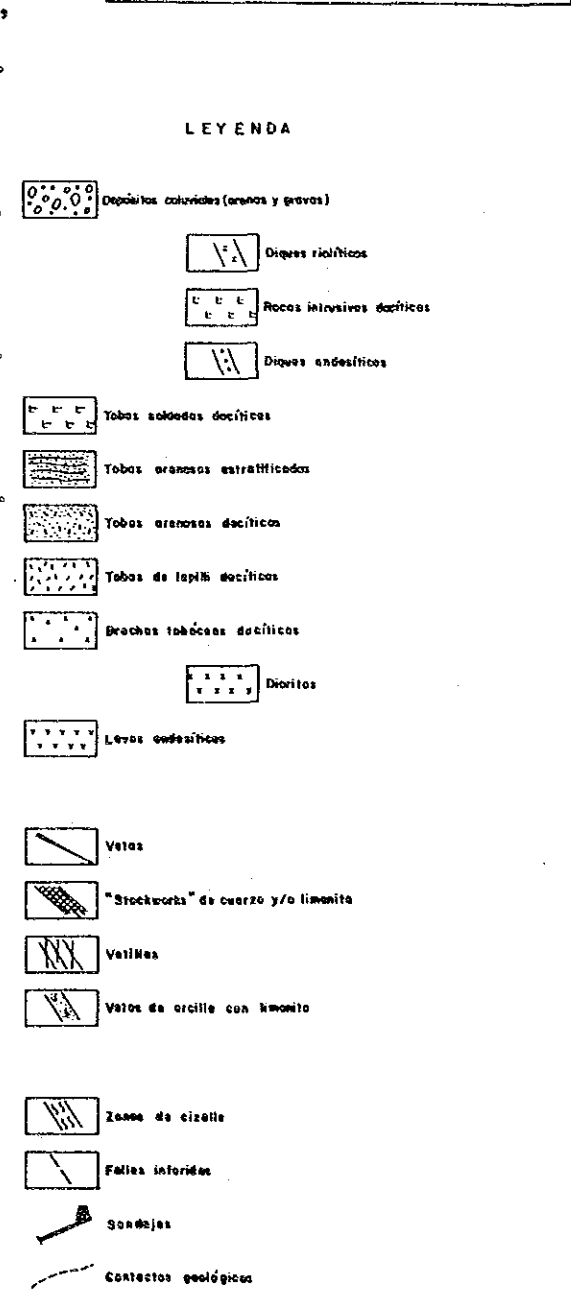 LEYENDA
Depósitos coluviales (arenas y gravas)
Diques riolíticos
Rocas intrusivas dacíticas
Diques andesíticos
Tobas soldadas dacíticas
Tobas arenosas estratificadas
Tobas arenosas dacíticas
Tobas de lapilli dacíticas
Brechas tobáceas dacíticas
Dioritas
Lavas andesíticas
Vetas
"Stockworks" de cuarzo y/o limonita
Vetillas
Vetas de arcilla con limonita
Zonas de cizalla
Fallas inferidas
Sondajes
Contactos geológicos